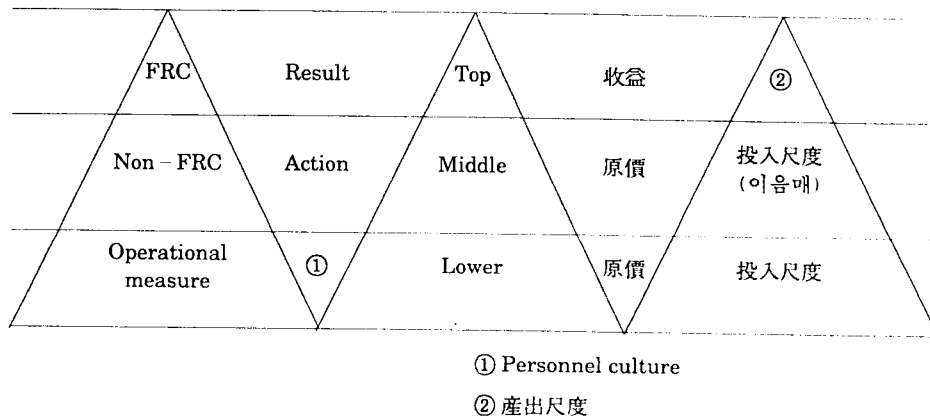 FRC Result Top 收益 ②
Non – FRC Action Middle 原價 投入尺度
(이음매)
Operational
measure ① Lower 原價 投入尺度
① Personnel culture
② 産出尺度